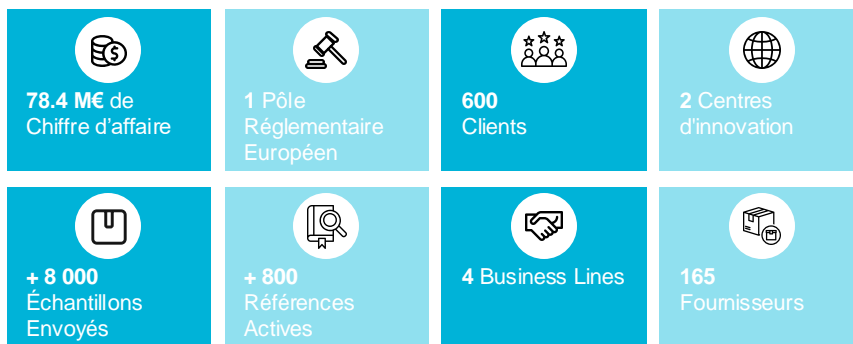 78.4 M€ de
Chiffre d'affaire
1 Pôle
Réglementaire
Européen
600
Clients
2 Centres
d'innovation
+ 8 000
Échantillons
Envoyés
+ 800
Références
Actives
4 Business Lines
165
Fournisseurs